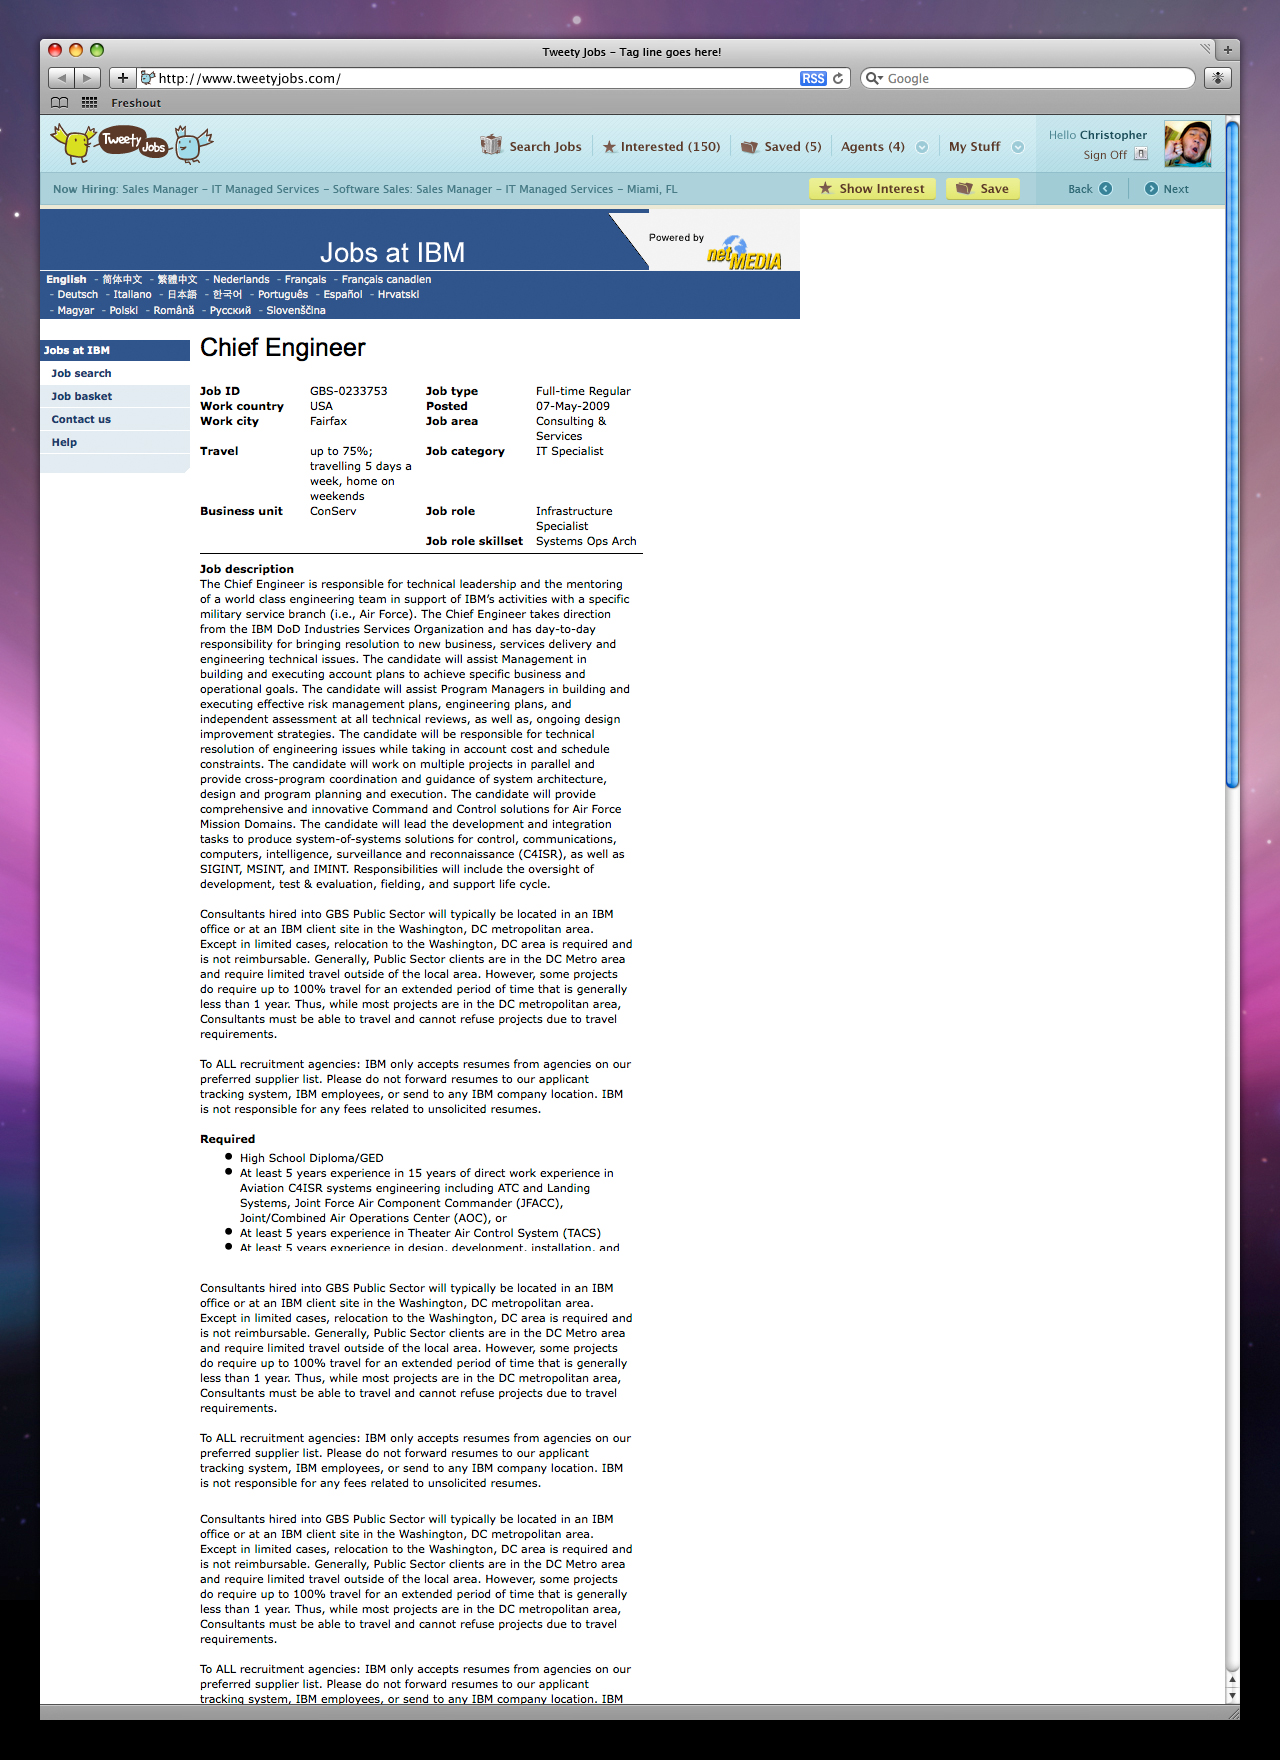 Tweety Jobs – Tag line goes here!
http://www.tweetyjobs.com/
RSS
Google
Freshout
Tweety Jobs
Search Jobs
Interested (150)
Saved (5)
Agents (4)
My Stuff
Hello Christopher
Sign Off
Now Hiring: Sales Manager – IT Managed Services – Software Sales: Sales Manager – IT Managed Services – Miami, FL
Show Interest
Save
Back
Next
Jobs at IBM
Powered by
netMEDIA
English - 简体中文 - 繁體中文 - Nederlands - Français - Français canadien
- Deutsch - Italiano - 日本語 - 한국어 - Português - Español - Hrvatski
- Magyar - Polski - Română - Русский - Slovenščina
Jobs at IBM
Job search
Job basket
Contact us
Help
Chief Engineer
Job ID GBS-0233753 Job type Full-time Regular
Work country USA Posted 07-May-2009
Work city Fairfax Job area Consulting &
Services
Travel up to 75%; Job category IT Specialist
travelling 5 days a
week, home on
weekends
Business unit ConServ Job role Infrastructure
Specialist
Job role skillset Systems Ops Arch
Job description
The Chief Engineer is responsible for technical leadership and the mentoring
of a world class engineering team in support of IBM's activities with a specific
military service branch (i.e., Air Force). The Chief Engineer takes direction
from the IBM DoD Industries Services Organization and has day-to-day
responsibility for bringing resolution to new business, services delivery and
engineering technical issues. The candidate will assist Management in
building and executing account plans to achieve specific business and
operational goals. The candidate will assist Program Managers in building and
executing effective risk management plans, engineering plans, and
independent assessment at all technical reviews, as well as, ongoing design
improvement strategies. The candidate will be responsible for technical
resolution of engineering issues while taking in account cost and schedule
constraints. The candidate will work on multiple projects in parallel and
provide cross-program coordination and guidance of system architecture,
design and program planning and execution. The candidate will provide
comprehensive and innovative Command and Control solutions for Air Force
Mission Domains. The candidate will lead the development and integration
tasks to produce system-of-systems solutions for control, communications,
computers, intelligence, surveillance and reconnaissance (C4ISR), as well as
SIGINT, MSINT, and IMINT. Responsibilities will include the oversight of
development, test & evaluation, fielding, and support life cycle.
Consultants hired into GBS Public Sector will typically be located in an IBM
office or at an IBM client site in the Washington, DC metropolitan area.
Except in limited cases, relocation to the Washington, DC area is required and
is not reimbursable. Generally, Public Sector clients are in the DC Metro area
and require limited travel outside of the local area. However, some projects
do require up to 100% travel for an extended period of time that is generally
less than 1 year. Thus, while most projects are in the DC metropolitan area,
Consultants must be able to travel and cannot refuse projects due to travel
requirements.
To ALL recruitment agencies: IBM only accepts resumes from agencies on our
preferred supplier list. Please do not forward resumes to our applicant
tracking system, IBM employees, or send to any IBM company location. IBM
is not responsible for any fees related to unsolicited resumes.
Required
● High School Diploma/GED
● At least 5 years experience in 15 years of direct work experience in
Aviation C4ISR systems engineering including ATC and Landing
Systems, Joint Force Air Component Commander (JFACC),
Joint/Combined Air Operations Center (AOC), or
● At least 5 years experience in Theater Air Control System (TACS)
● At least 5 years experience in design, development, installation, and
Consultants hired into GBS Public Sector will typically be located in an IBM
office or at an IBM client site in the Washington, DC metropolitan area.
Except in limited cases, relocation to the Washington, DC area is required and
is not reimbursable. Generally, Public Sector clients are in the DC Metro area
and require limited travel outside of the local area. However, some projects
do require up to 100% travel for an extended period of time that is generally
less than 1 year. Thus, while most projects are in the DC metropolitan area,
Consultants must be able to travel and cannot refuse projects due to travel
requirements.
To ALL recruitment agencies: IBM only accepts resumes from agencies on our
preferred supplier list. Please do not forward resumes to our applicant
tracking system, IBM employees, or send to any IBM company location. IBM
is not responsible for any fees related to unsolicited resumes.
Consultants hired into GBS Public Sector will typically be located in an IBM
office or at an IBM client site in the Washington, DC metropolitan area.
Except in limited cases, relocation to the Washington, DC area is required and
is not reimbursable. Generally, Public Sector clients are in the DC Metro area
and require limited travel outside of the local area. However, some projects
do require up to 100% travel for an extended period of time that is generally
less than 1 year. Thus, while most projects are in the DC metropolitan area,
Consultants must be able to travel and cannot refuse projects due to travel
requirements.
To ALL recruitment agencies: IBM only accepts resumes from agencies on our
preferred supplier list. Please do not forward resumes to our applicant
tracking system, IBM employees, or send to any IBM company location. IBM